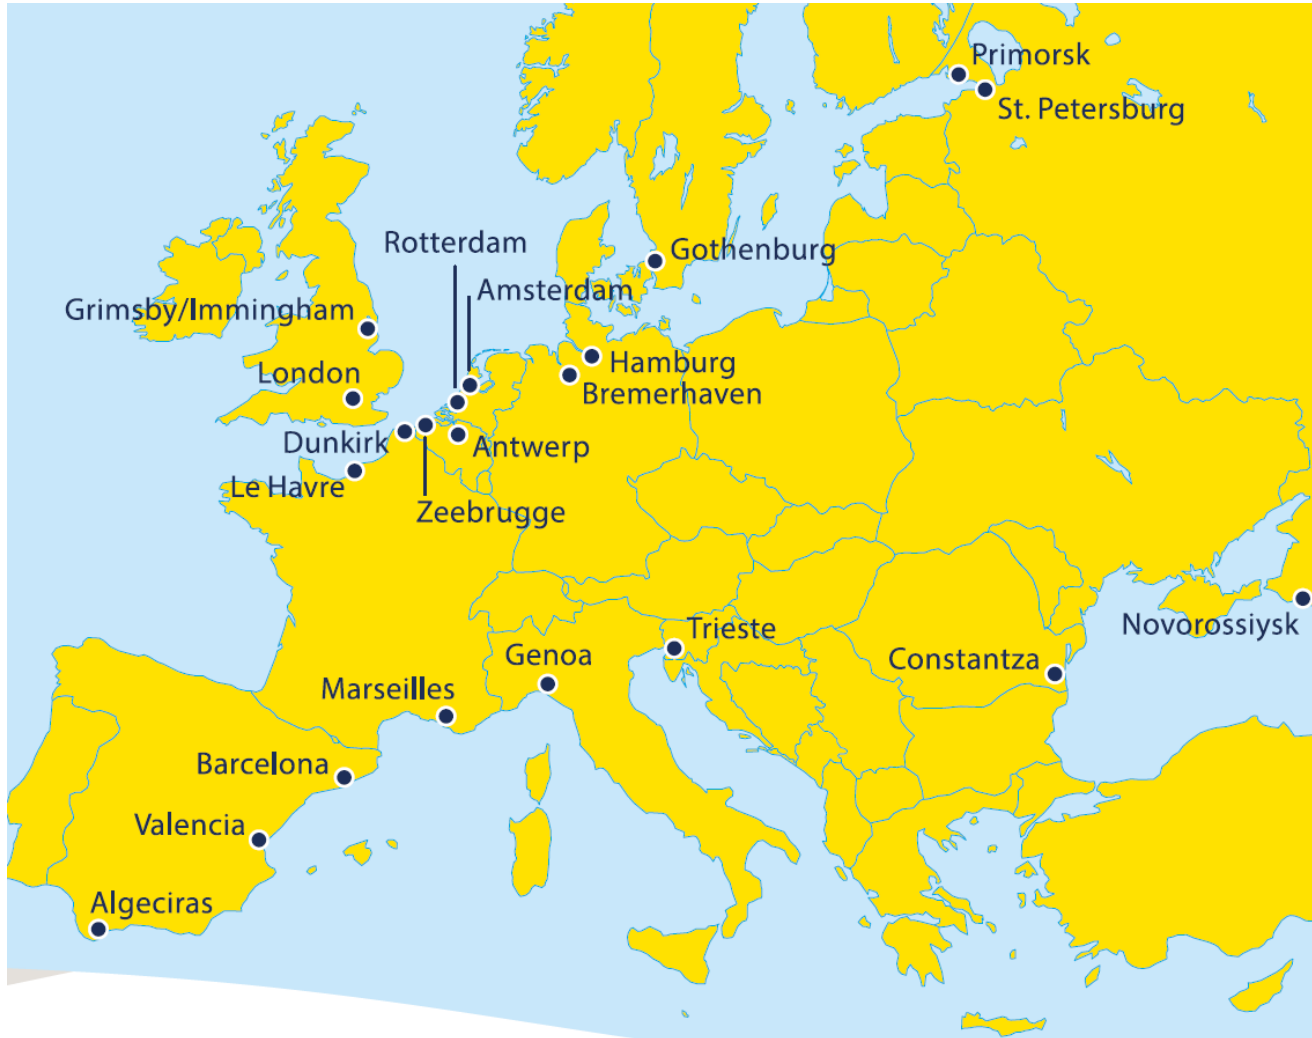 Primorsk
St. Petersburg
Rotterdam
Gothenburg
Amsterdam
Grimsby/Immingham
Hamburg
London
Bremerhaven
Dunkirk
Antwerp
Le Havre
Zeebrugge
Novorossiysk
Trieste
Genoa
Constantza
Marseilles
Barcelona
Valencia
Algeciras